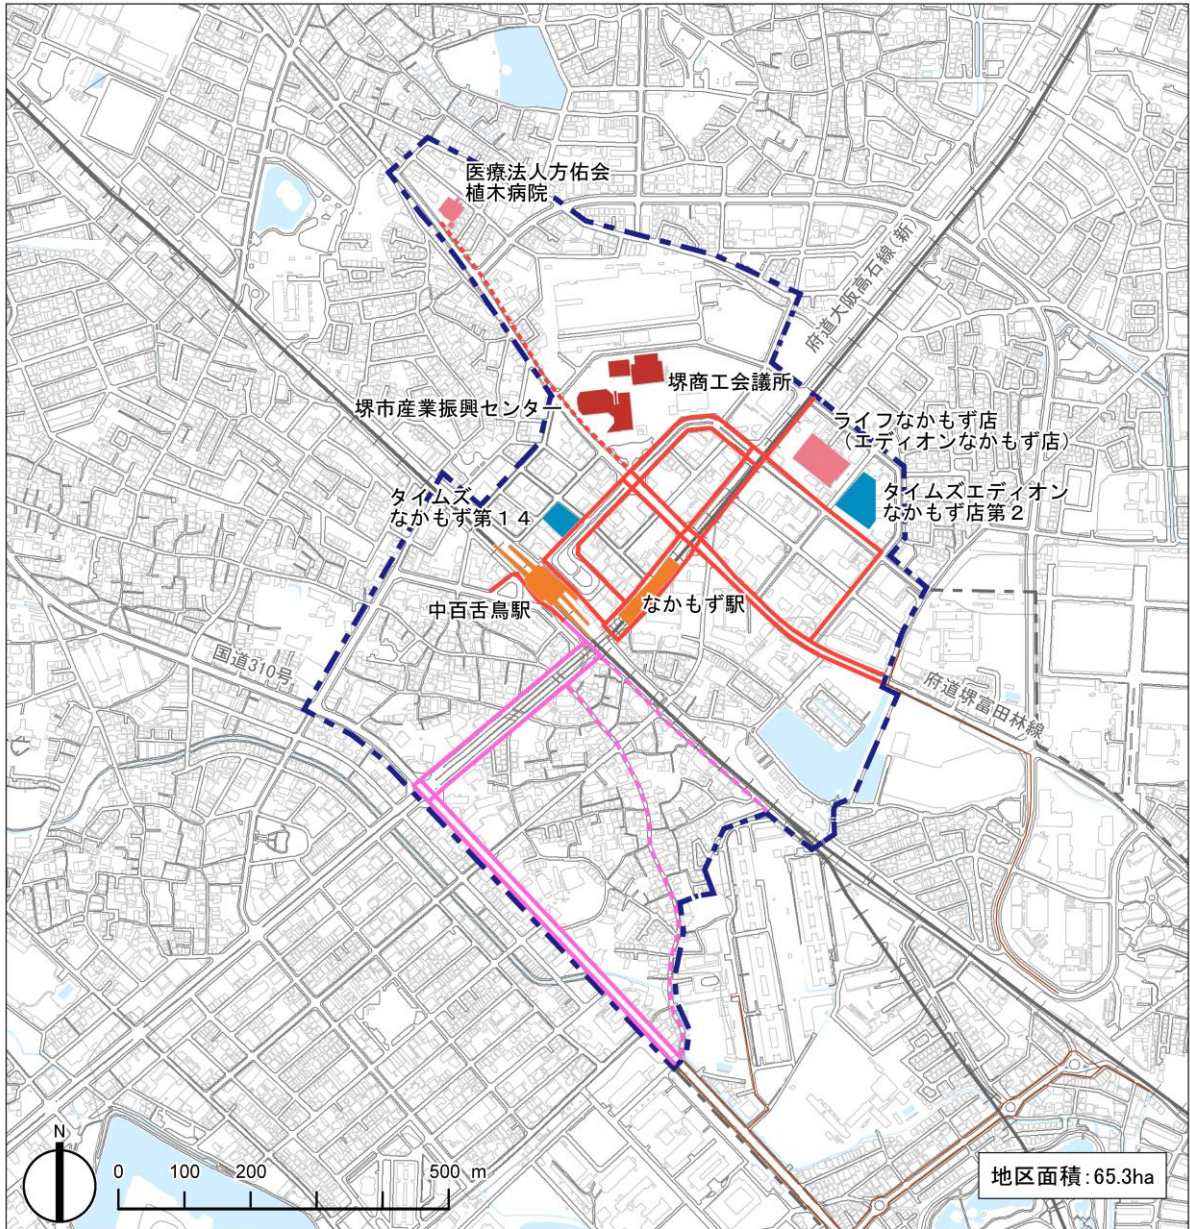 医療法人方佑会
植木病院
府道大阪高石線(新)
堺商工会議所
堺市産業振興センター
ライフなかもず店
(エディオンなかもず店)
タイムズエディオン
なかもず店第2
タイムズ
なかもず第14
中百舌鳥駅
なかもず駅
国道310号
府道堺富田林線
N
0 100 200 500 m
地区面積:65.3ha